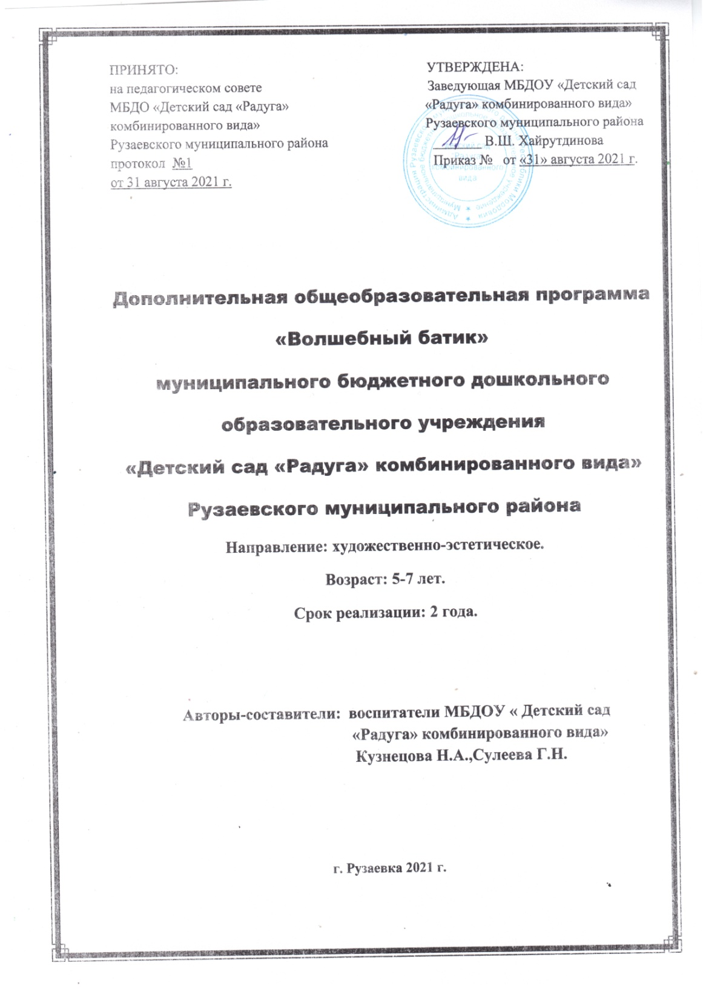 ПРИНЯТО:
на педагогическом совете
МБДО «Детский сад «Радуга»
комбинированного вида»
Рузаевского муниципального района
протокол №1
от 31 августа 2021 г.
УТВЕРЖДЕНА:
Заведующая МБДОУ «Детский сад
«Радуга» комбинированного вида»
Рузаевского муниципального района
В.Ш. Хайрутдинова
Приказ № от «31» августа 2021 г.
комбинированного
вида
Дополнительная общеобразовательная программа
«Волшебный батик»
муниципального бюджетного дошкольного
образовательного учреждения
«Детский сад «Радуга» комбинированного вида»
Рузаевского муниципального района
Направление: художественно-эстетическое.
Возраст: 5-7 лет.
Срок реализации: 2 года.
Авторы-составители: воспитатели МБДОУ « Детский сад
«Радуга» комбинированного вида»
Кузнецова Н.А.,Сулеева Г.Н.
г. Рузаевка 2021 г.